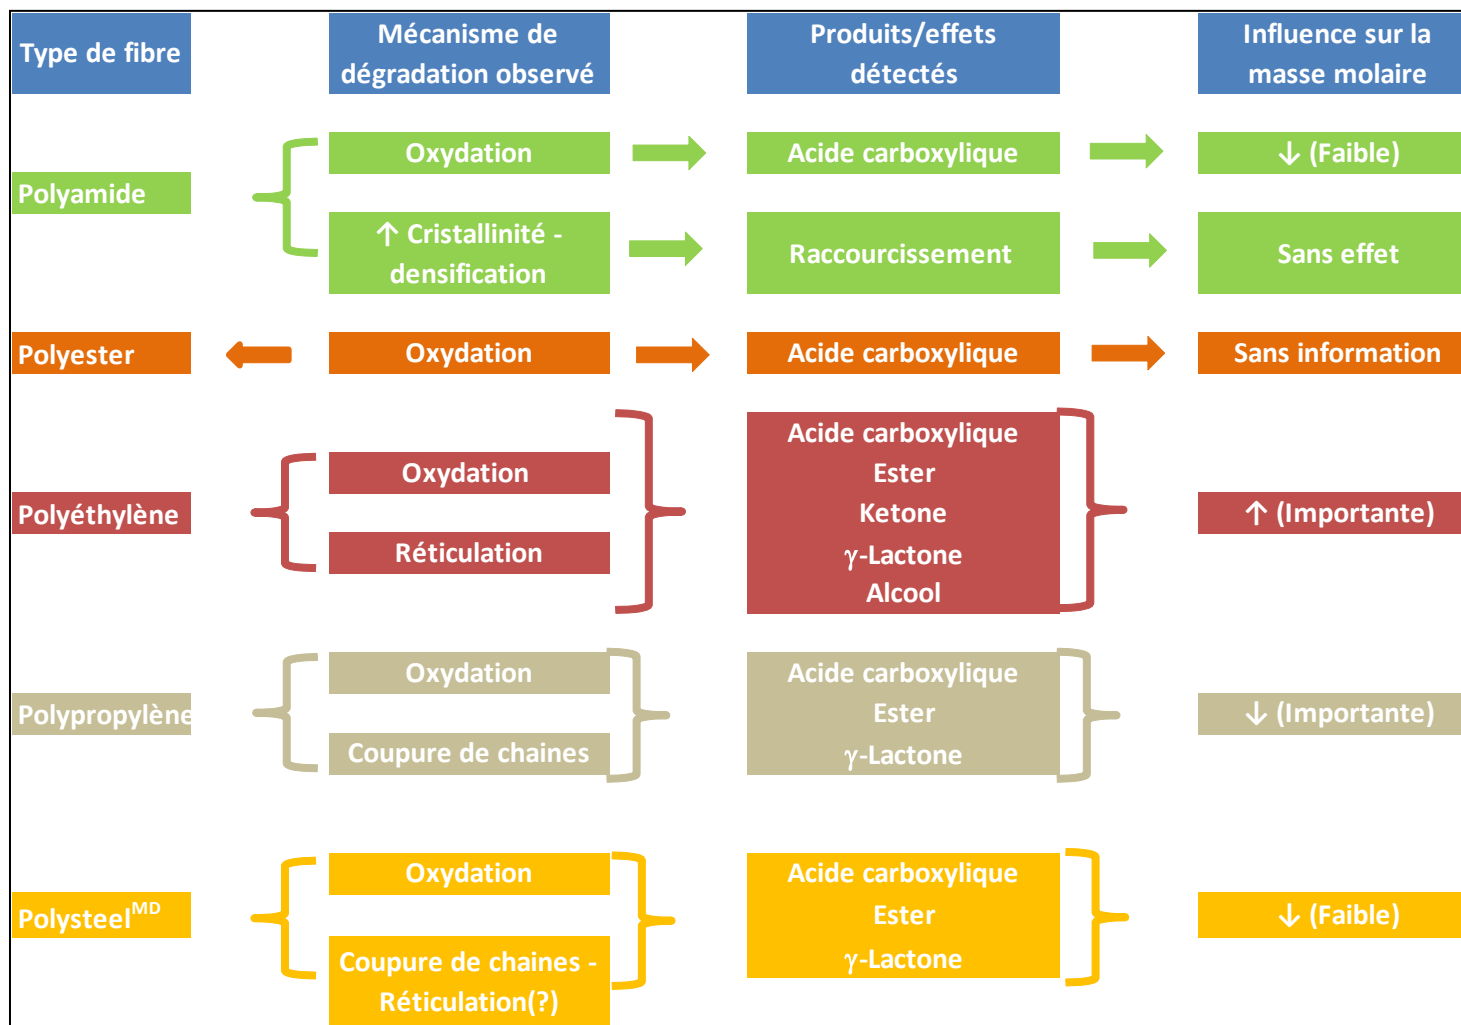 Type de fibre
Mécanisme de
dégradation observé
Produits/effets
détectés
Influence sur la
masse molaire
Polyamide
Oxydation
Acide carboxylique
↓ (Faible)
↑ Cristallinité -
densification
Raccourcissement
Sans effet
Polyester
Oxydation
Acide carboxylique
Sans information
Polyéthylène
Oxydation
Réticulation
Acide carboxylique
Ester
Ketone
γ-Lactone
Alcool
↑ (Importante)
Polypropylène
Oxydation
Coupure de chaines
Acide carboxylique
Ester
γ-Lactone
↓ (Importante)
Polysteel^MD
Oxydation
Coupure de chaines -
Réticulation(?)
Acide carboxylique
Ester
γ-Lactone
↓ (Faible)